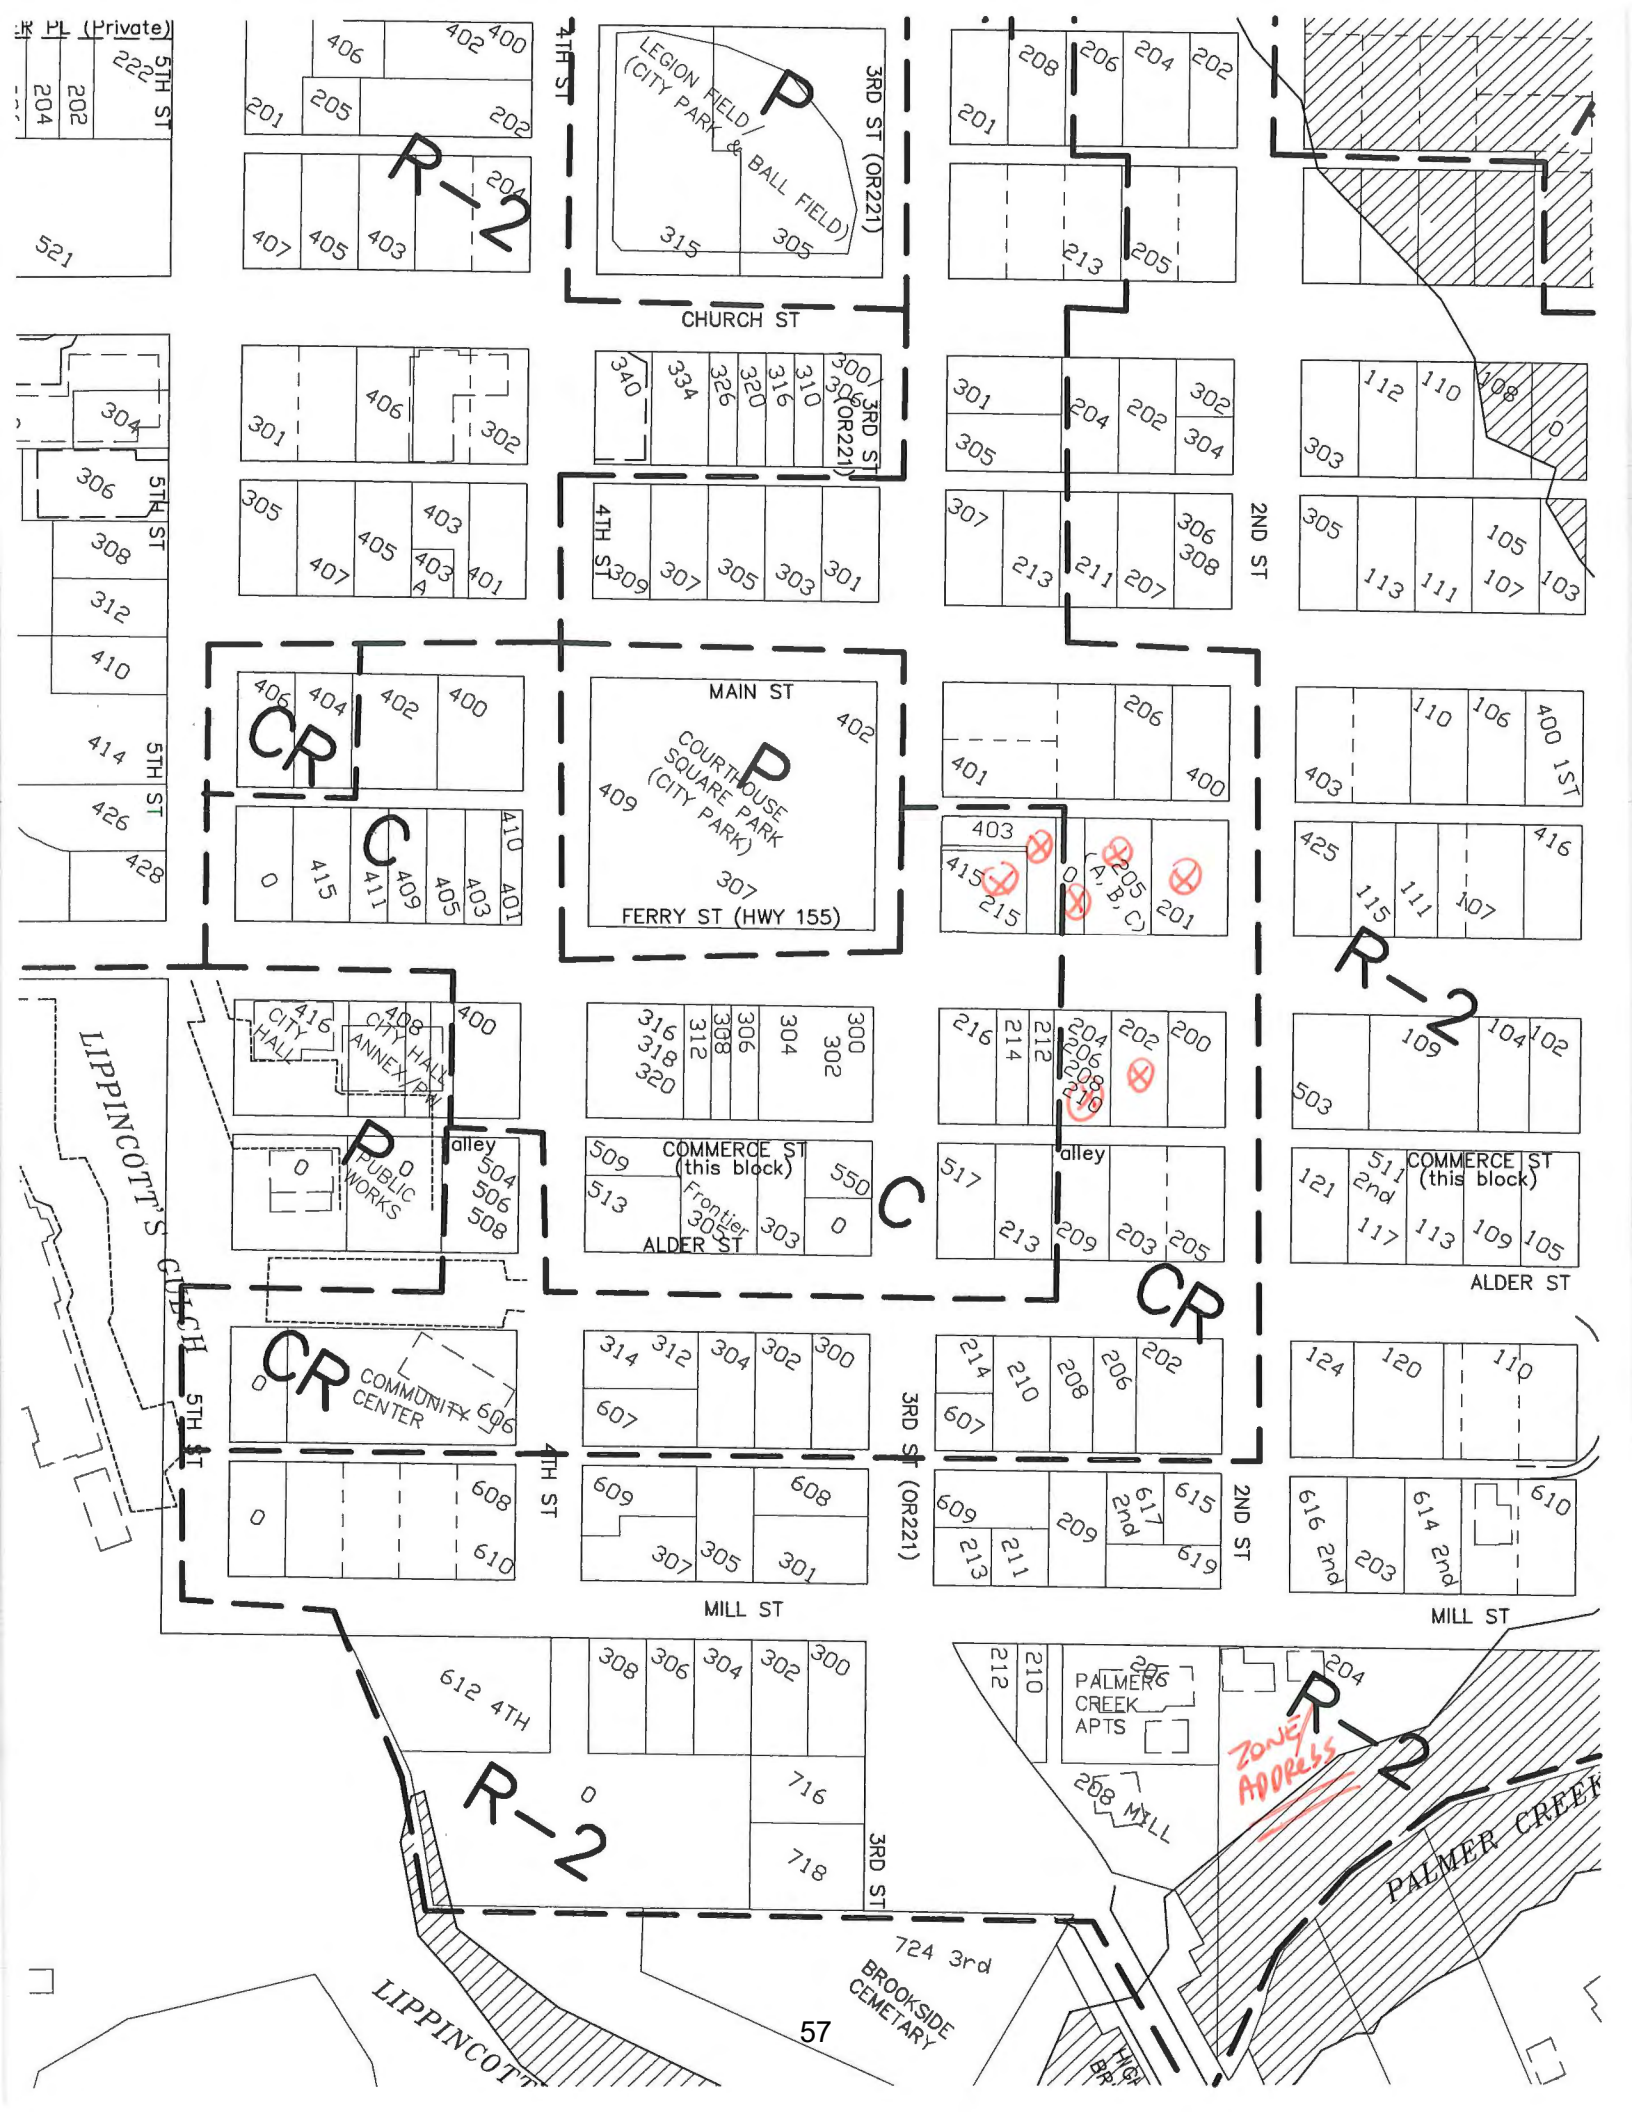 ER PL (Private)
222
204
202
5TH ST
521
406
402
400
201
205
202
R-2
204
407
405
403
4TH ST
LEGION FIELD/
(CITY PARK
& BALL FIELD)
P
315
305
3RD ST (OR221)
208
206
204
202
201
213
205
CHURCH ST
304
306
5TH ST
308
312
410
414
5TH ST
426
428
301
406
302
305
407
405
403
403
A
401
340
334
326
320
316
310
300/
306
3RD ST
(OR221)
4TH ST
309
307
305
303
301
301
305
204
202
302
304
307
213
211
207
306
308
2ND ST
112
110
108
0
303
305
113
111
105
107
103
406
404
402
400
CR
C
0
415
411
409
405
403
410
401
MAIN ST
402
P
COURTHOUSE
SQUARE PARK
(CITY PARK)
409
307
FERRY ST (HWY 155)
206
401
400
403
415
215
0
205
(A, B, C)
201
110
106
400 1ST
403
425
115
111
107
416
R-2
LIPPINCOTT'S GULCH
416
CITY
HALL
408
CITY HALL
ANNEX/PW
400
P
0
0
PUBLIC
WORKS
alley
504
506
508
316
318
320
312
308
306
304
302
300
509
COMMERCE ST
(this block)
550
513
Frontier
305
303
0
ALDER ST
C
216
214
212
204
206
208
210
202
200
517
alley
213
209
203
205
CR
109
104
102
503
121
511
2nd
COMMERCE ST
(this block)
117
113
109
105
ALDER ST
CR
0
COMMUNITY
CENTER
606
5TH ST
314
312
304
302
300
607
3RD ST (OR221)
214
210
208
206
202
607
124
120
110
0
608
610
4TH ST
609
608
307
305
301
609
213
211
209
617
2nd
615
619
2ND ST
616 2nd
203
614 2nd
610
MILL ST
MILL ST
612 4TH
308
306
304
302
300
R-2
0
716
718
3RD ST
212
210
206
PALMER
CREEK
APTS
208 MILL
204
R-2
ZONE/
ADDRESS
PALMER CREEK
724 3rd
BROOKSIDE
CEMETARY
LIPPINCOTT
57